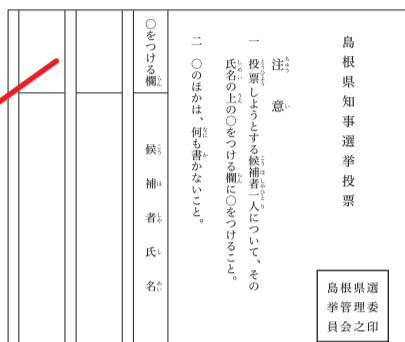 島根県知事選挙投票
注意
一　投票しようとする候補者一人について、その
氏名の上の○をつける欄に○をつけること。
二　○のほかは、何も書かないこと。
○をつける欄
候補者氏名
選挙管理委員会之印島根県